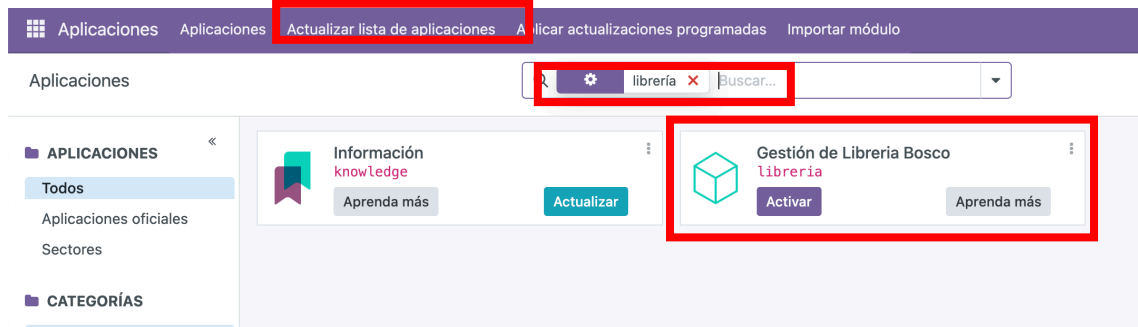 Aplicaciones Aplicaciones Actualizar lista de aplicaciones Aplicar actualizaciones programadas Importar módulo
Aplicaciones
librería Buscar...
APLICACIONES
Todos
Aplicaciones oficiales
Sectores
CATEGORÍAS
Información
knowledge
Aprenda más Actualizar
Gestión de Libreria Bosco
libreria
Activar Aprenda más